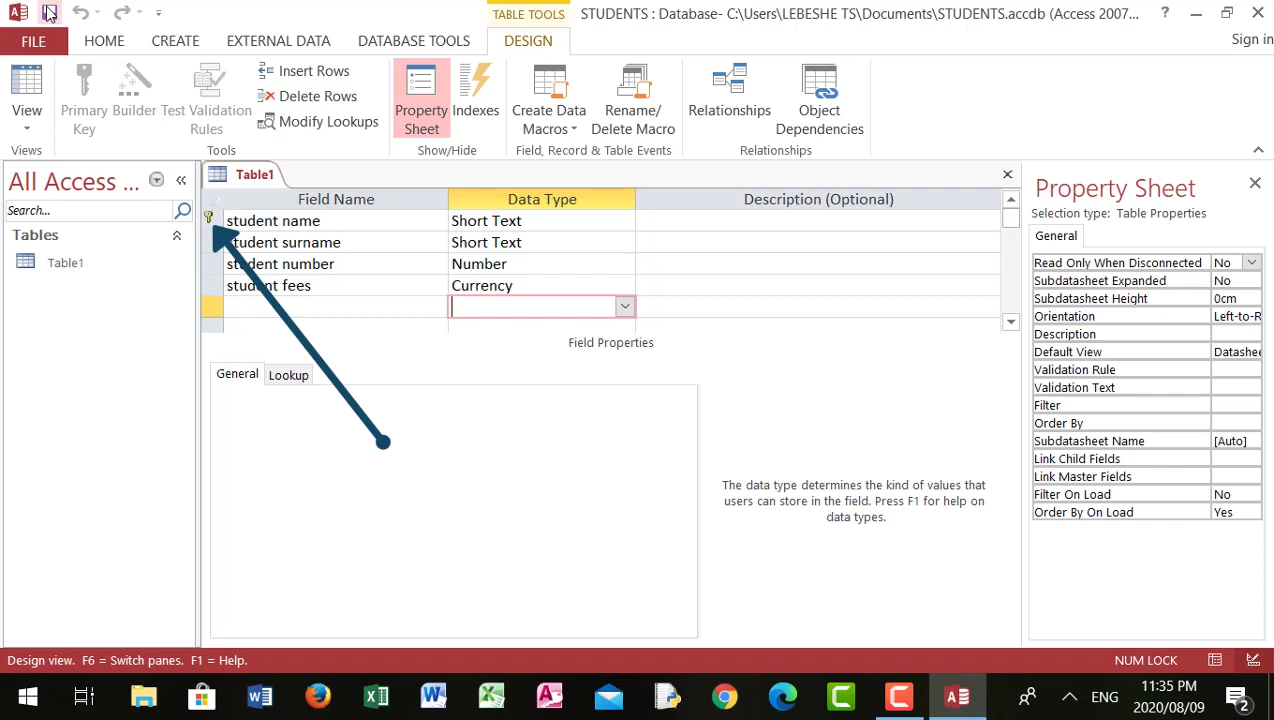 TABLE TOOLS
STUDENTS : Database- C:\Users\LEBESHE TS\Documents\STUDENTS.accdb (Access 2007...
?
FILE HOME CREATE EXTERNAL DATA DATABASE TOOLS DESIGN Sign in
View
Primary Key
Builder
Test Validation Rules
Insert Rows
Delete Rows
Modify Lookups
Property Sheet
Indexes
Create Data Macros
Rename/ Delete Macro
Relationships
Object Dependencies
Views
Tools
Show/Hide
Field, Record & Table Events
Relationships
All Access ...
Search...
Tables
Table1
Table1
Field Name Data Type Description (Optional)
student name Short Text
student surname Short Text
student number Number
student fees Currency
Field Properties
General Lookup
The data type determines the kind of values that
users can store in the field. Press F1 for help on
data types.
Property Sheet
Selection type: Table Properties
General
Read Only When Disconnected No
Subdatasheet Expanded No
Subdatasheet Height 0cm
Orientation Left-to-R
Description
Default View Datashee
Validation Rule
Validation Text
Filter
Order By
Subdatasheet Name [Auto]
Link Child Fields
Link Master Fields
Filter On Load No
Order By On Load Yes
Design view. F6 = Switch panes. F1 = Help.
NUM LOCK
ENG
11:35 PM
2020/08/09
2